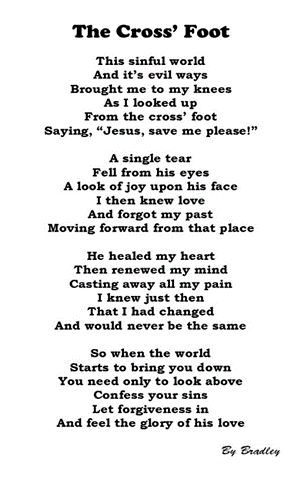 The Cross' Foot
This sinful world
And it's evil ways
Brought me to my knees
As I looked up
From the cross' foot
Saying, "Jesus, save me please!"
A single tear
Fell from his eyes
A look of joy upon his face
I then knew love
And forgot my past
Moving forward from that place
He healed my heart
Then renewed my mind
Casting away all my pain
I knew just then
That I had changed
And would never be the same
So when the world
Starts to bring you down
You need only to look above
Confess your sins
Let forgiveness in
And feel the glory of his love
By Bradley